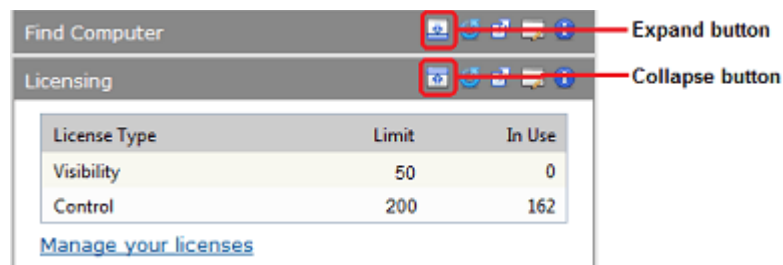 Find Computer
Expand button
Licensing
Collapse button
License Type Limit In Use
Visibility 50 0
Control 200 162
Manage your licenses